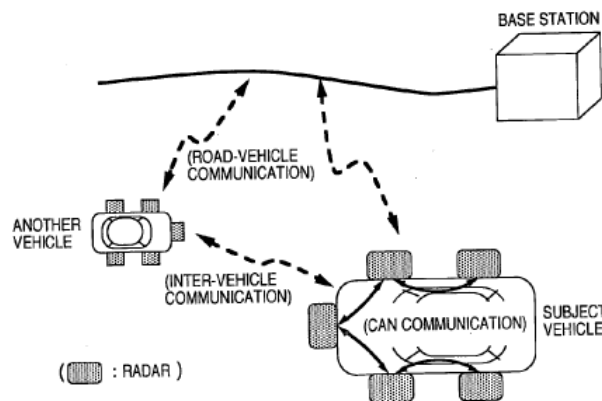 BASE STATION
(ROAD-VEHICLE
COMMUNICATION)
ANOTHER
VEHICLE
(INTER-VEHICLE
COMMUNICATION)
(CAN COMMUNICATION)
SUBJECT
VEHICLE
( : RADAR )